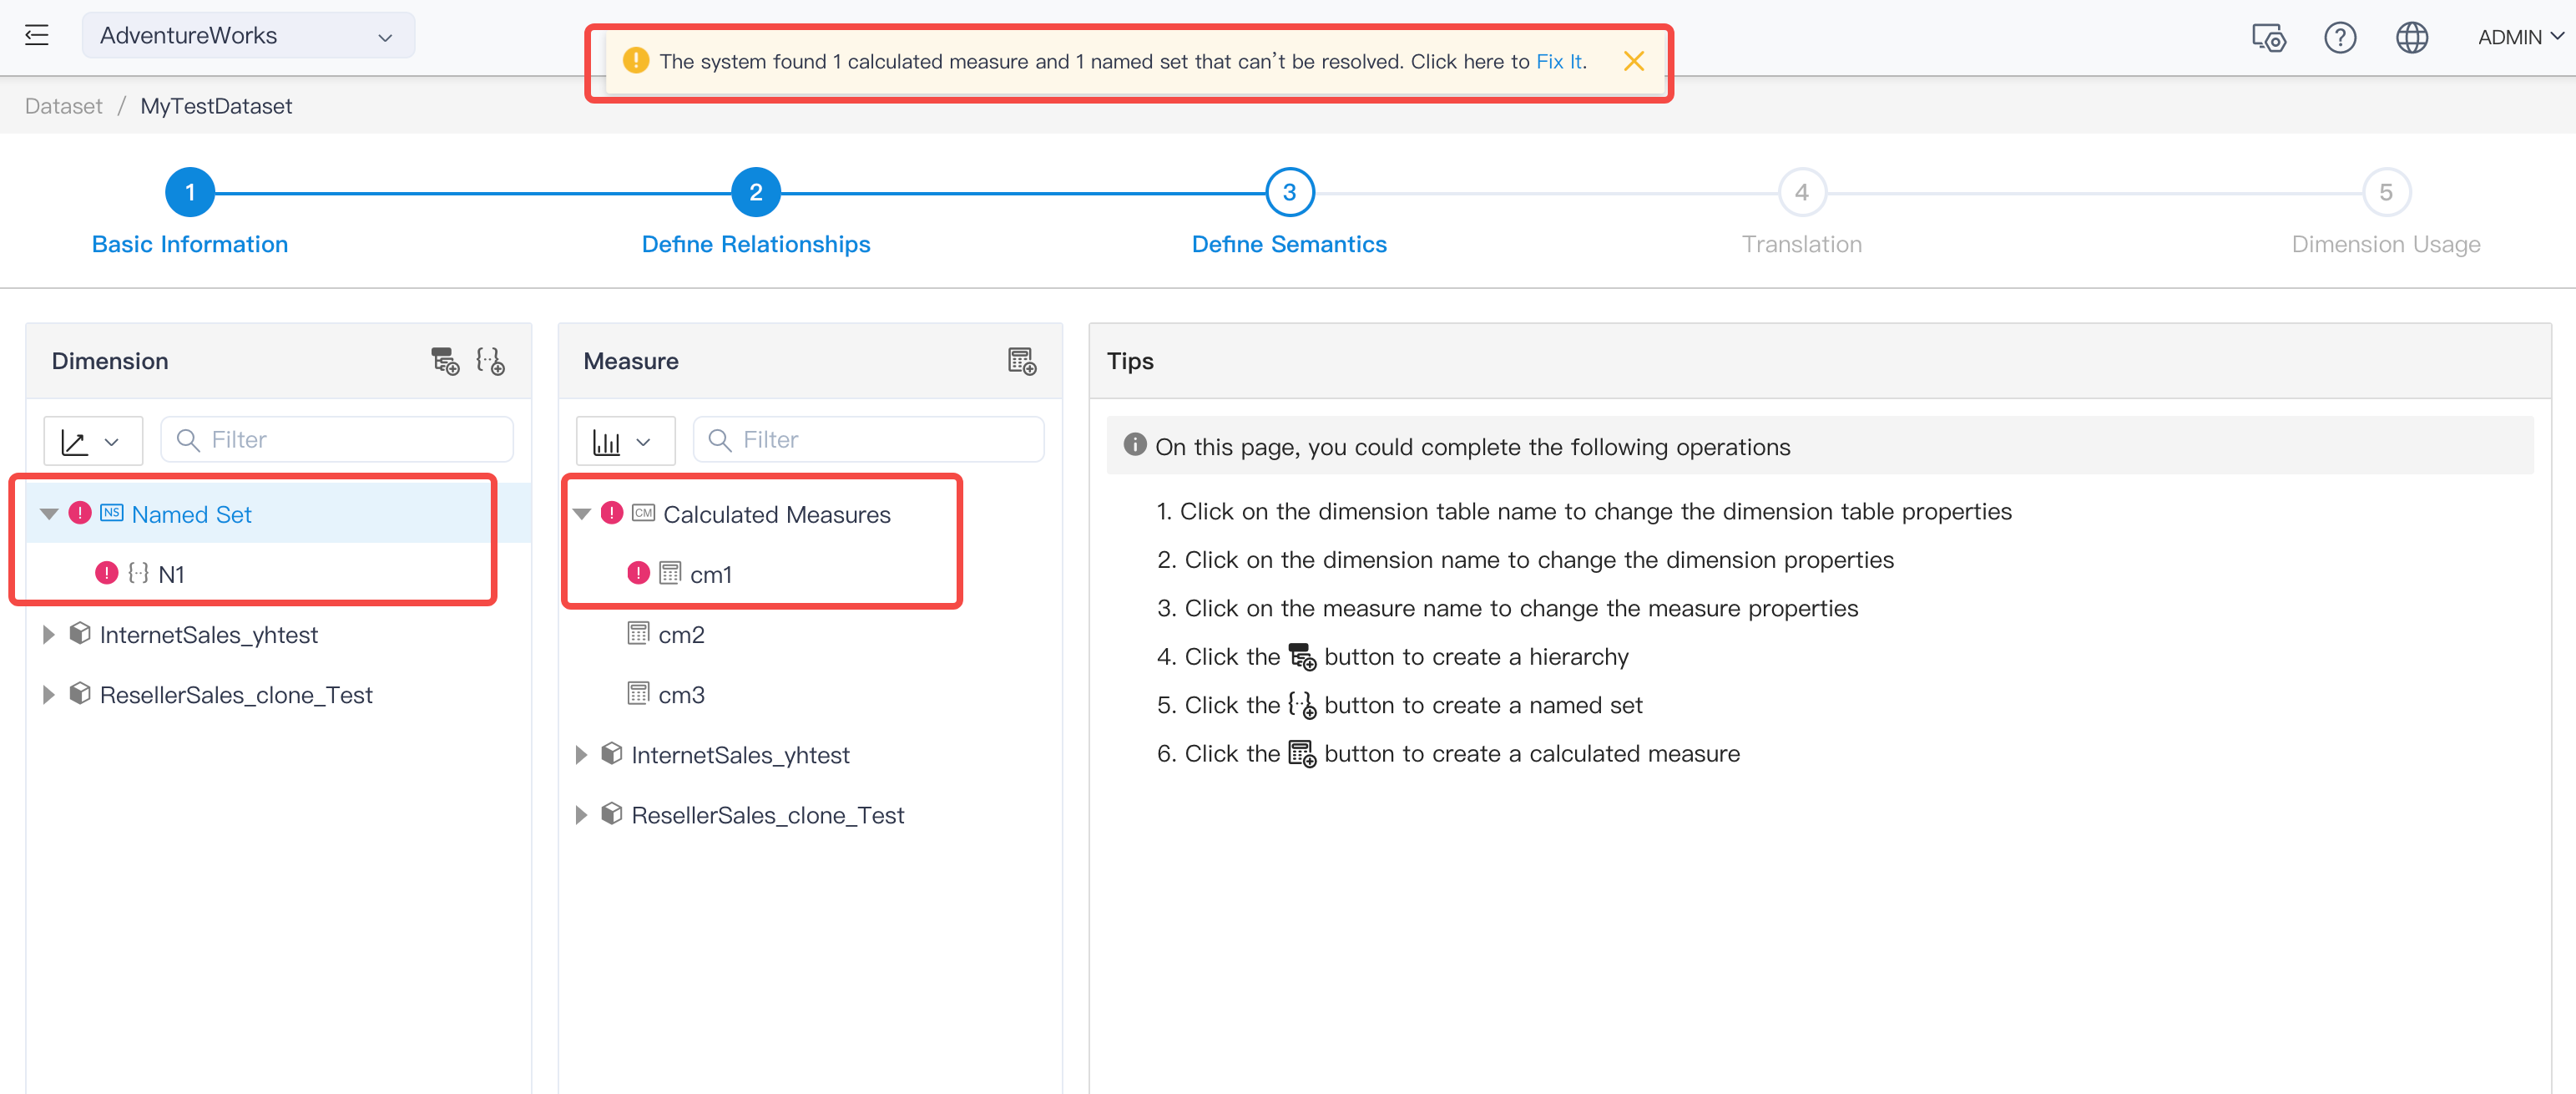 AdventureWorks
The system found 1 calculated measure and 1 named set that can't be resolved. Click here to Fix It.
ADMIN
Dataset / MyTestDataset
1
2
3
4
5
Basic Information
Define Relationships
Define Semantics
Translation
Dimension Usage
Dimension
Filter
NS Named Set
N1
InternetSales_yhtest
ResellerSales_clone_Test
Measure
Filter
CM Calculated Measures
cm1
cm2
cm3
InternetSales_yhtest
ResellerSales_clone_Test
Tips
On this page, you could complete the following operations
1. Click on the dimension table name to change the dimension table properties
2. Click on the dimension name to change the dimension properties
3. Click on the measure name to change the measure properties
4. Click the button to create a hierarchy
5. Click the button to create a named set
6. Click the button to create a calculated measure